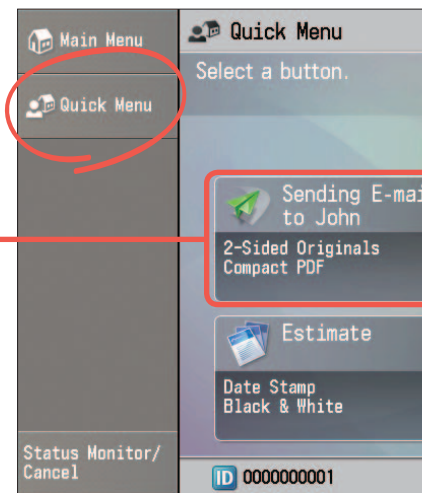 Main Menu
Quick Menu
Status Monitor/
Cancel
Quick Menu
Select a button.
Sending E-mai
to John
2-Sided Originals
Compact PDF
Estimate
Date Stamp
Black & White
ID 0000000001